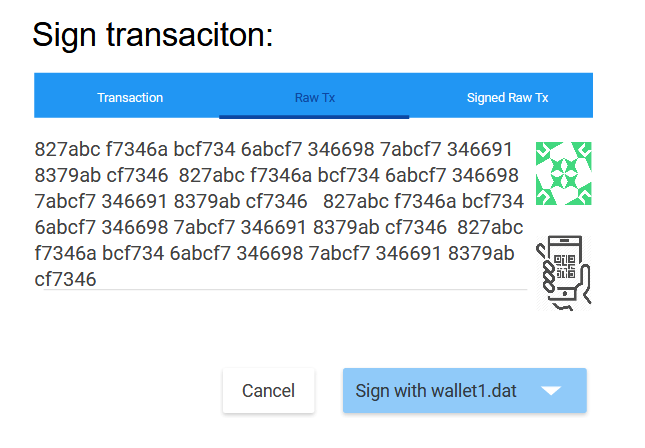 Sign transaciton:
Transaction Raw Tx Signed Raw Tx
827abc f7346a bcf734 6abcf7 346698 7abcf7 346691
8379ab cf7346  827abc f7346a bcf734 6abcf7 346698
7abcf7 346691 8379ab cf7346   827abc f7346a bcf734
6abcf7 346698 7abcf7 346691 8379ab cf7346  827abc
f7346a bcf734 6abcf7 346698 7abcf7 346691 8379ab
cf7346
Cancel Sign with wallet1.dat